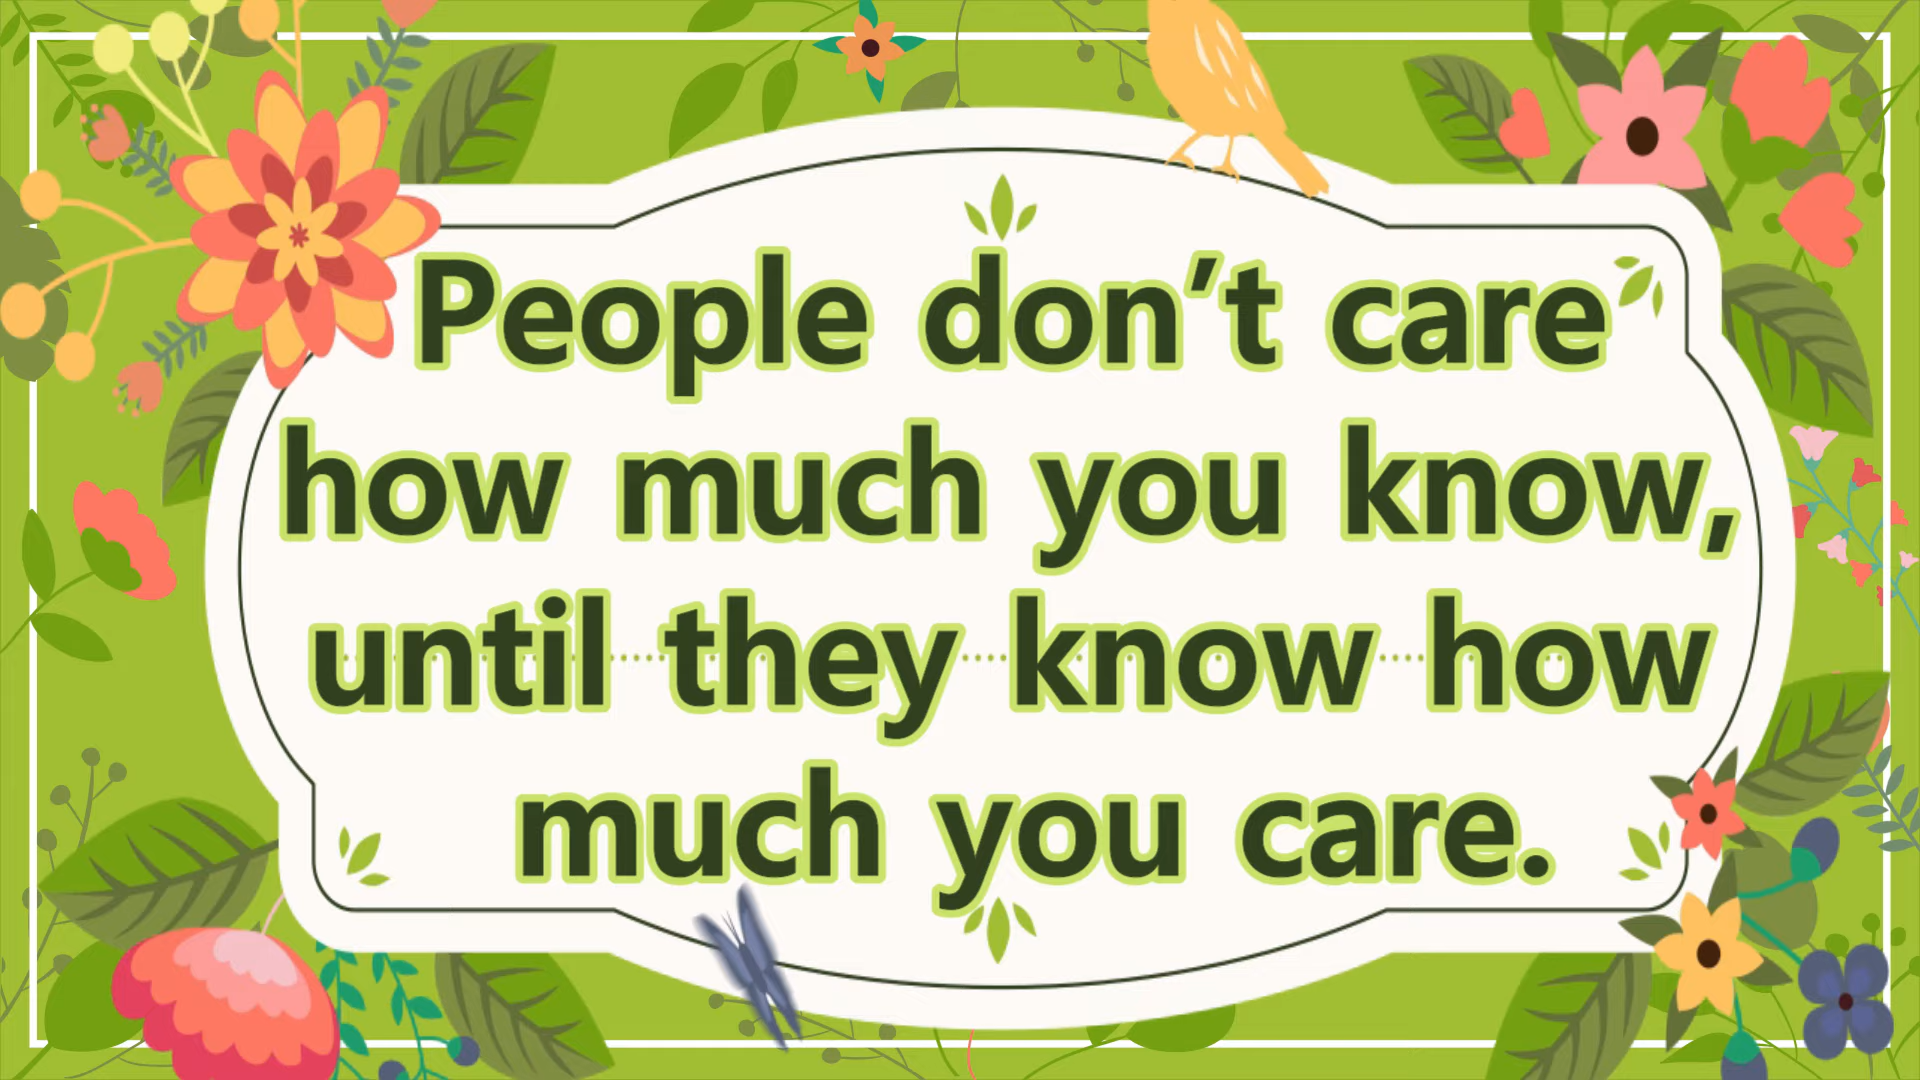 People don’t care
how much you know,
until they know how
much you care.